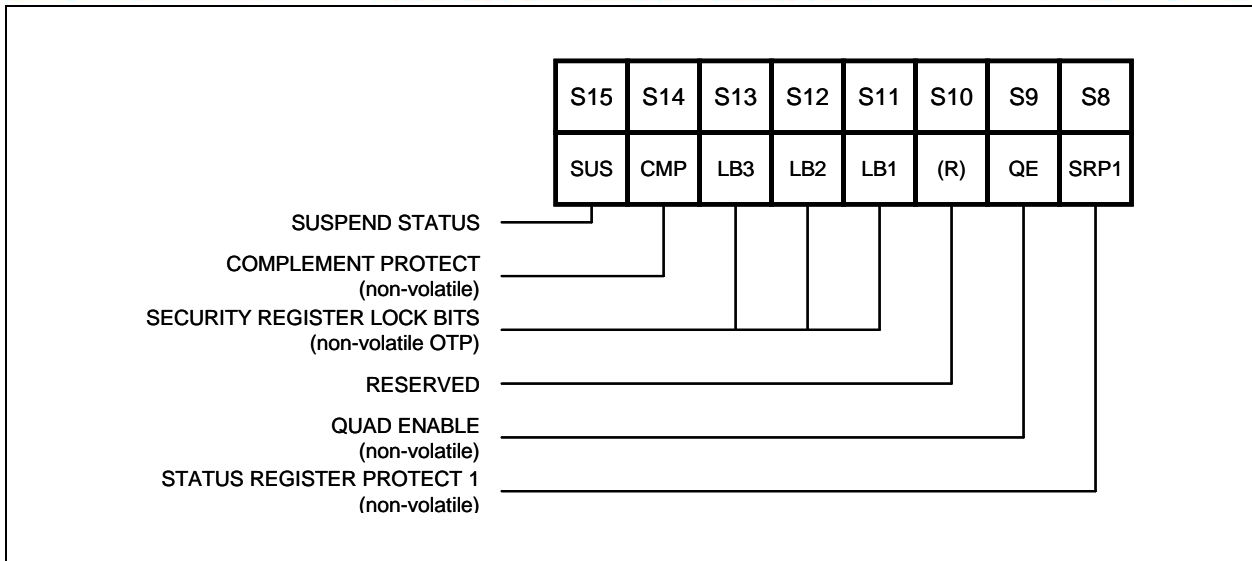 S15 S14 S13 S12 S11 S10 S9 S8
SUS CMP LB3 LB2 LB1 (R) QE SRP1
SUSPEND STATUS
COMPLEMENT PROTECT
(non-volatile)
SECURITY REGISTER LOCK BITS
(non-volatile OTP)
RESERVED
QUAD ENABLE
(non-volatile)
STATUS REGISTER PROTECT 1
(non-volatile)